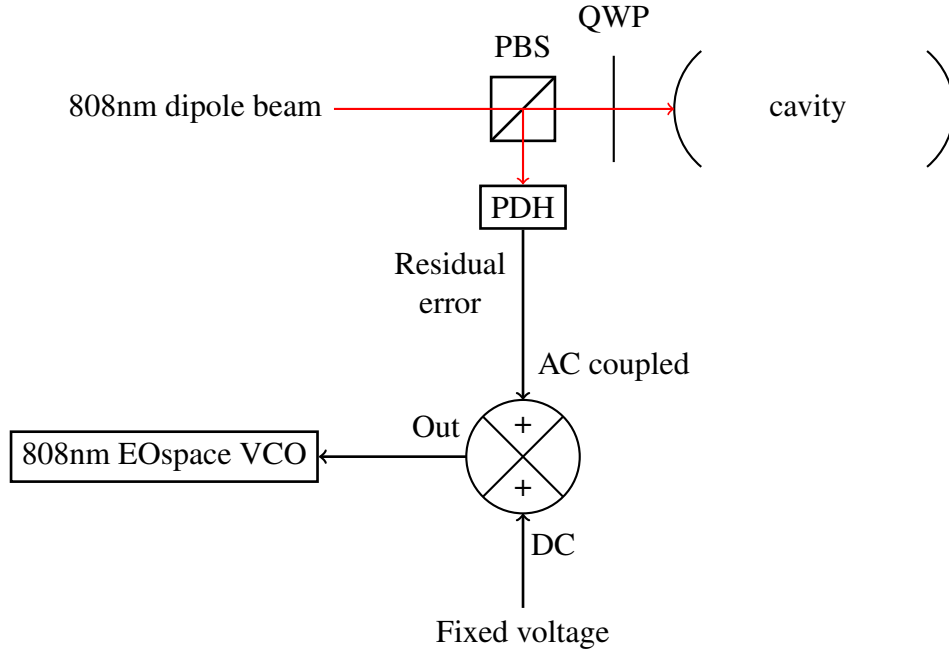 QWP
PBS
808nm dipole beam
cavity
PDH
Residual
error
AC coupled
+
Out
808nm EOspace VCO
+
DC
Fixed voltage